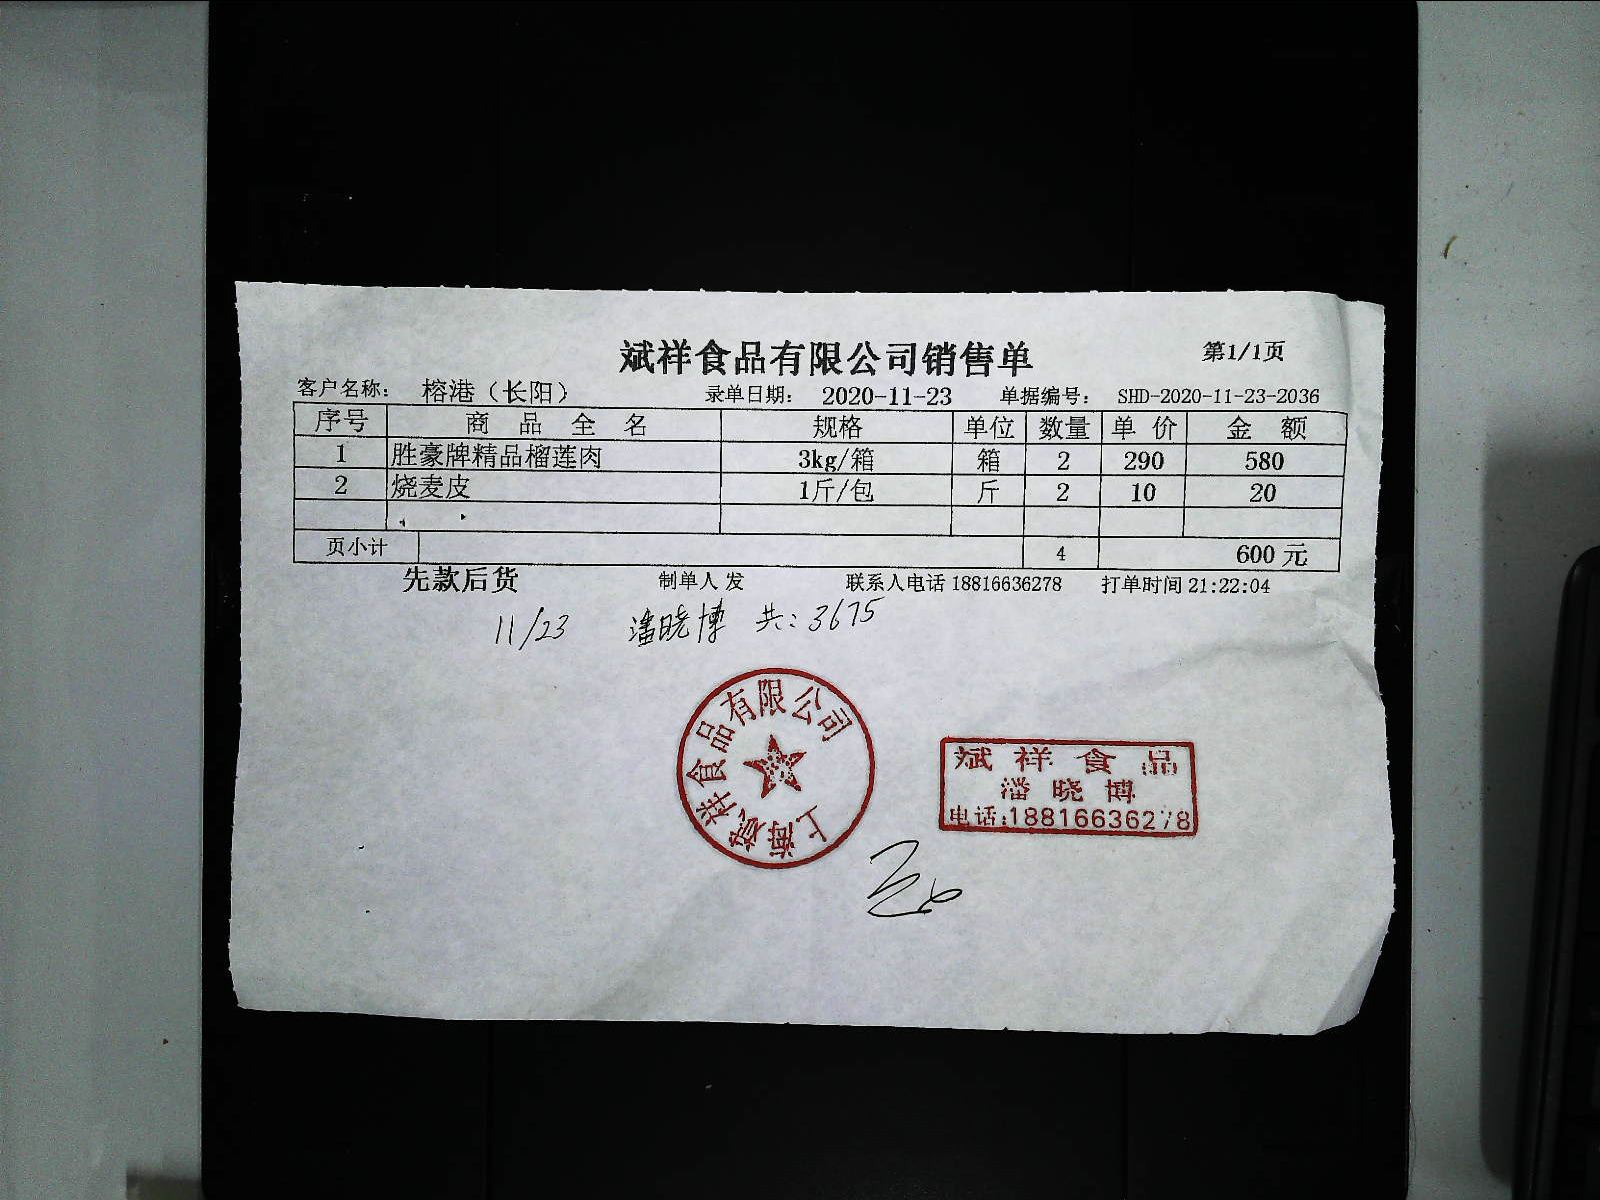 斌祥食品有限公司销售单
第1/1页
客户名称： 榕港（长阳） 录单日期： 2020-11-23 单据编号： SHD-2020-11-23-2036
序号 商品全名 规格 单位 数量 单价 金额
1 胜豪牌精品榴莲肉 3kg/箱 箱 2 290 580
2 烧麦皮 1斤/包 斤 2 10 20
页小计 4 600 元
先款后货 制单人 发 联系人电话 18816636278 打单时间 21:22:04
11/23 潘晓博 共：3675
上海斌祥食品有限公司
斌祥食品
潘晓博
电话:18816636278